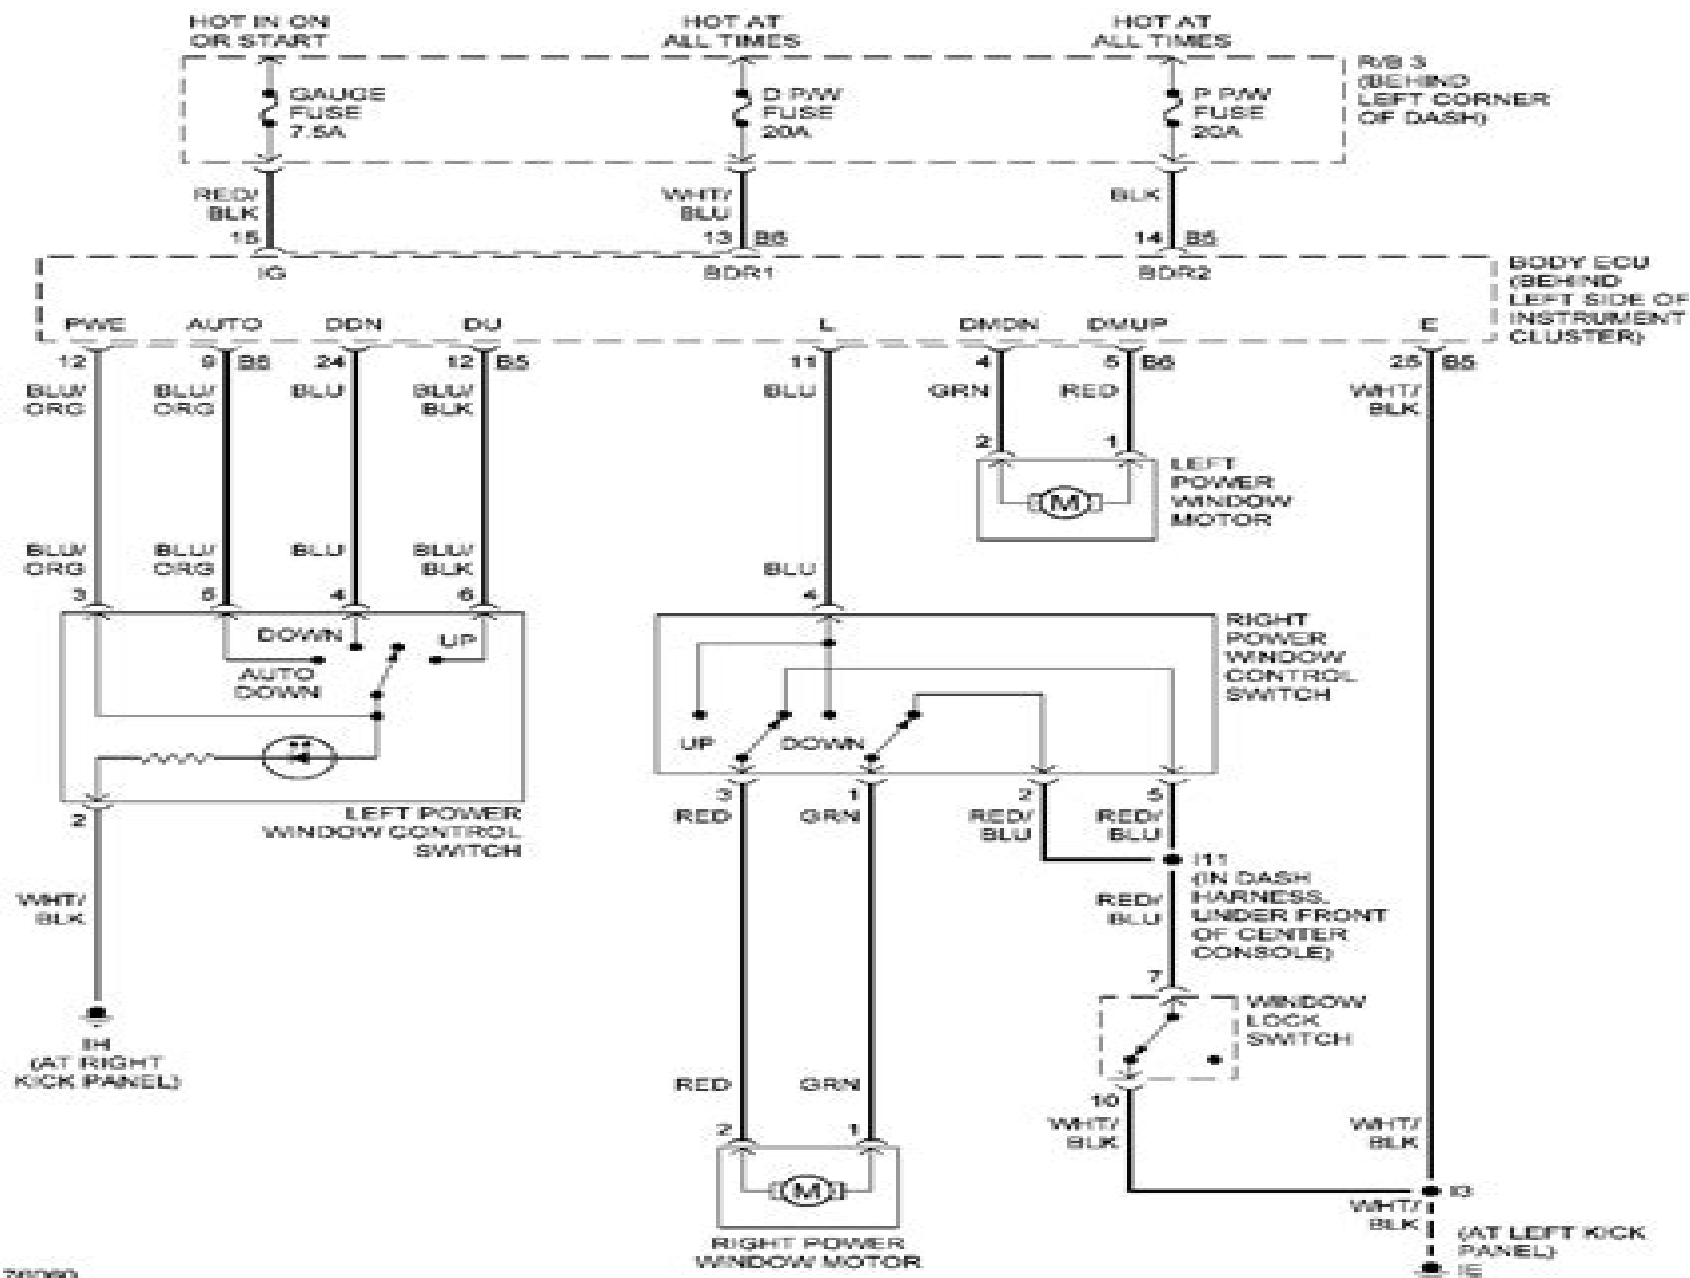 HOT IN ON
OR START
HOT AT
ALL TIMES
HOT AT
ALL TIMES
GAUGE
FUSE
7.5A
D P/W
FUSE
20A
P P/W
FUSE
20A
R/B 3
(BEHIND
LEFT CORNER
OF DASH)
RED/
BLK
15
WHT/
BLU
13 B6
BLK
14 B5
IG
BDR1
BDR2
BODY ECU
(BEHIND
LEFT SIDE OF
INSTRUMENT
CLUSTER)
PWE
AUTO
DDN
DU
L
DMDN
DMUP
E
12
9 B5
24
12 B5
11
4
5 B6
25 B5
BLU/
ORG
BLU/
ORG
BLU
BLU/
BLK
BLU
GRN
RED
WHT/
BLK
2
1
M
LEFT
POWER
WINDOW
MOTOR
BLU/
ORG
BLU/
ORG
BLU
BLU/
BLK
BLU
3
5
4
6
4
DOWN
UP
AUTO
DOWN
RIGHT
POWER
WINDOW
CONTROL
SWITCH
UP
DOWN
2
LEFT POWER
WINDOW CONTROL
SWITCH
3
1
2
5
RED
GRN
RED/
BLU
RED/
BLU
I11
(IN DASH
HARNESS,
UNDER FRONT
OF CENTER
CONSOLE)
WHT/
BLK
RED/
BLU
7
WINDOW
LOCK
SWITCH
IH
(AT RIGHT
KICK PANEL)
RED
GRN
10
WHT/
BLK
WHT/
BLK
2
1
M
RIGHT POWER
WINDOW MOTOR
I3
WHT/
BLK
(AT LEFT KICK
PANEL)
IE